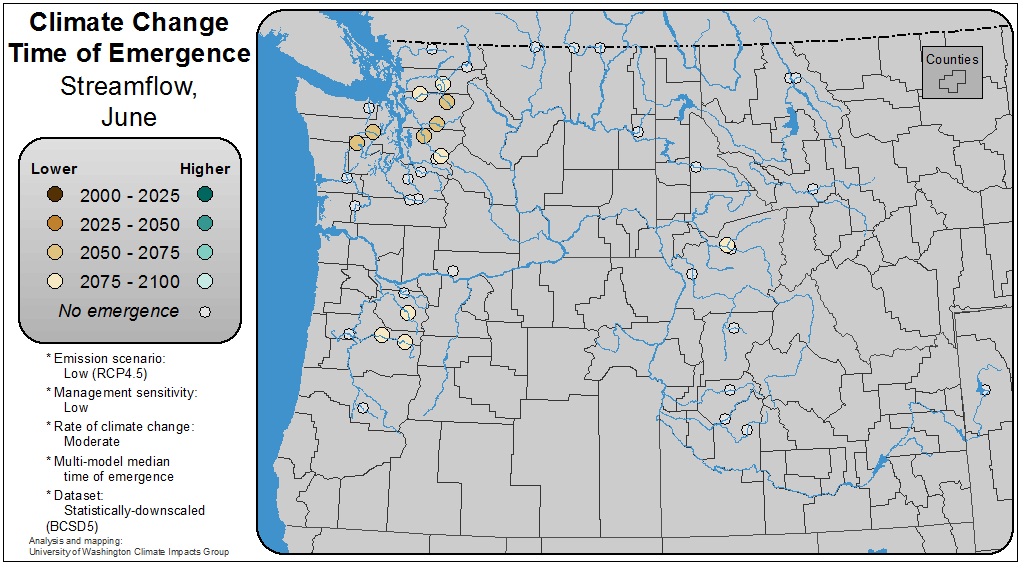 Climate Change
Time of Emergence
Streamflow,
June
Lower Higher
2000 - 2025
2025 - 2050
2050 - 2075
2075 - 2100
No emergence
* Emission scenario:
Low (RCP4.5)
* Management sensitivity:
Low
* Rate of climate change:
Moderate
* Multi-model median
time of emergence
* Dataset:
Statistically-downscaled
(BCSD5)
Analysis and mapping:
University of Washington Climate Impacts Group
Counties